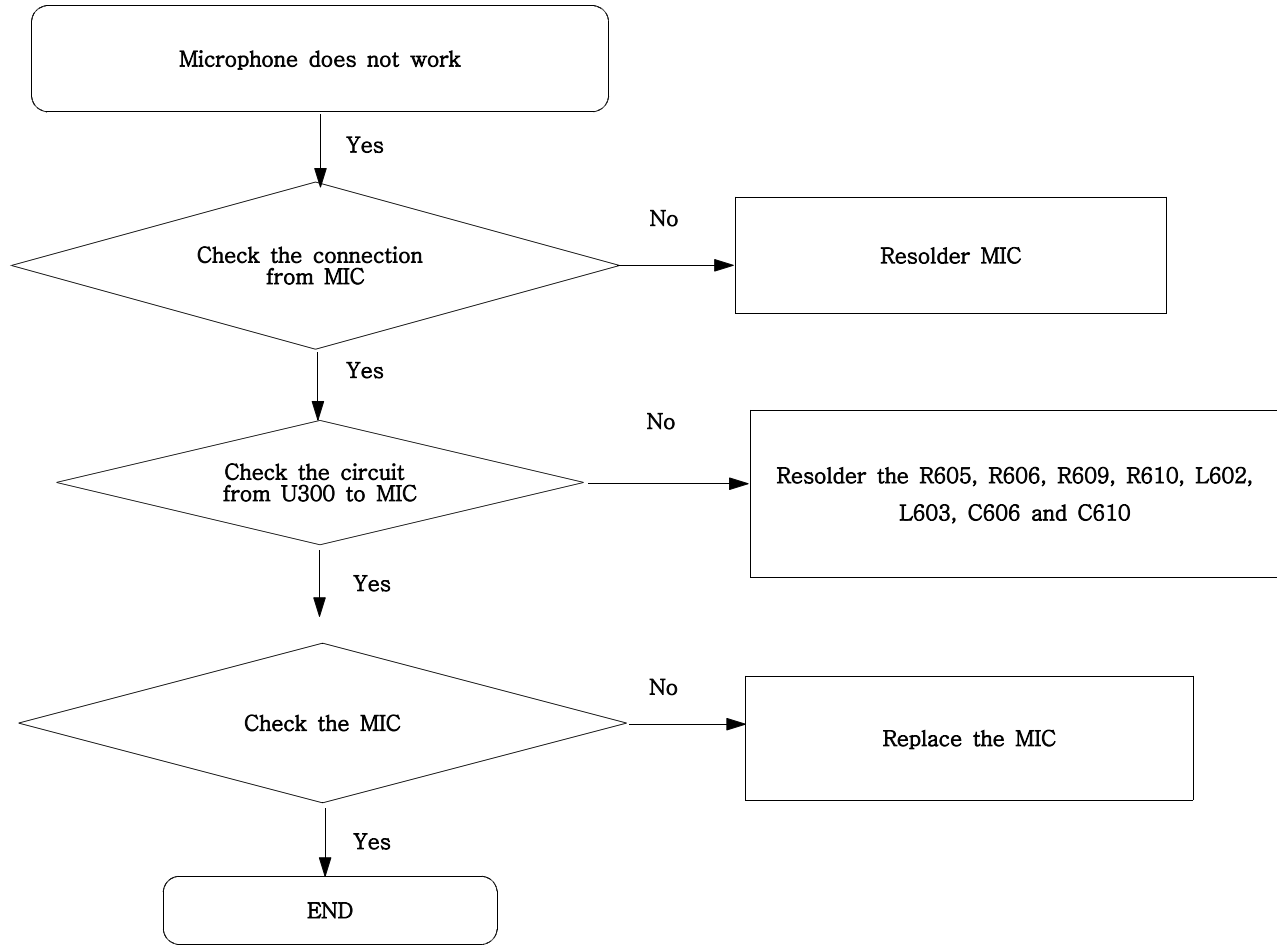 Microphone does not work
Yes
Check the connection
from MIC
No
Resolder MIC
Yes
Check the circuit
from U300 to MIC
No
Resolder the R605, R606, R609, R610, L602,
L603, C606 and C610
Yes
Check the MIC
No
Replace the MIC
Yes
END